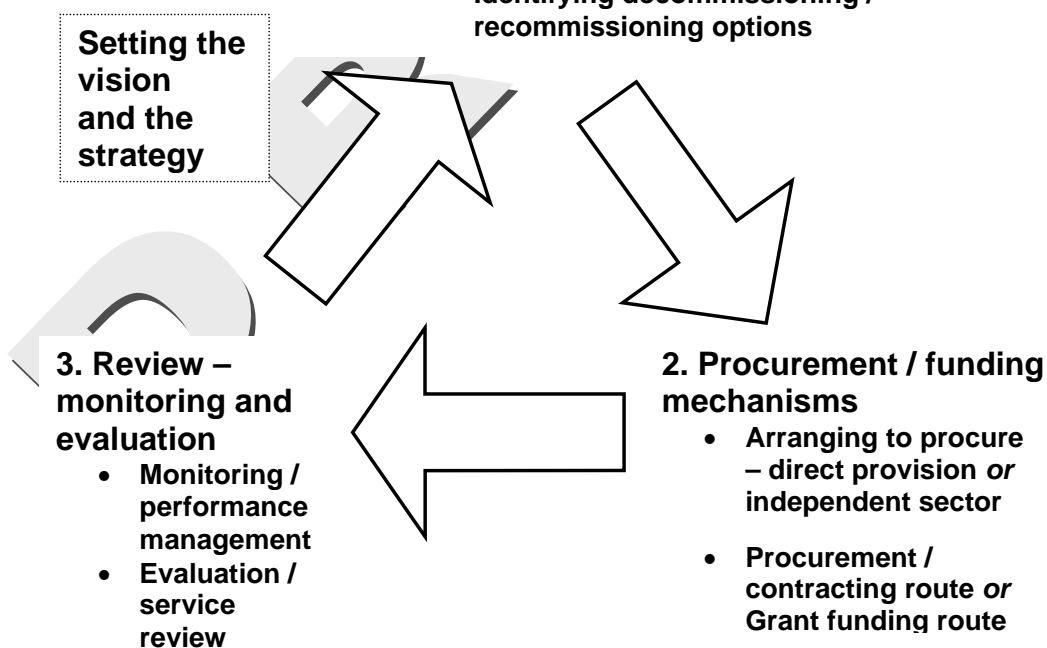 identifying decommissioning /
recommissioning options
Setting the
vision
and the
strategy
3. Review –
monitoring and
evaluation
• Monitoring /
performance
management
• Evaluation /
service
review
2. Procurement / funding
mechanisms
• Arranging to procure
– direct provision or
independent sector
• Procurement /
contracting route or
Grant funding route